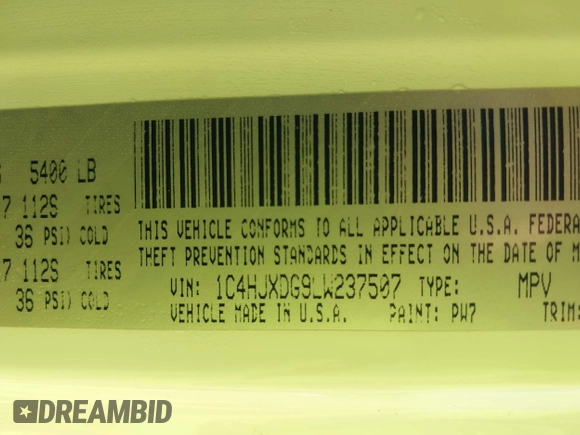 5400 LB
7 112S TIRES
36 PSI) COLD
7 112S TIRES
36 PSI) COLD
THIS VEHICLE CONFORMS TO ALL APPLICABLE U.S.A. FEDERA
THEFT PREVENTION STANDARDS IN EFFECT ON THE DATE OF M
VIN: 1C4HJXDG9LW237507 TYPE: MPV
VEHICLE MADE IN U.S.A. PAINT: PW7 TRIM:
DREAMBID